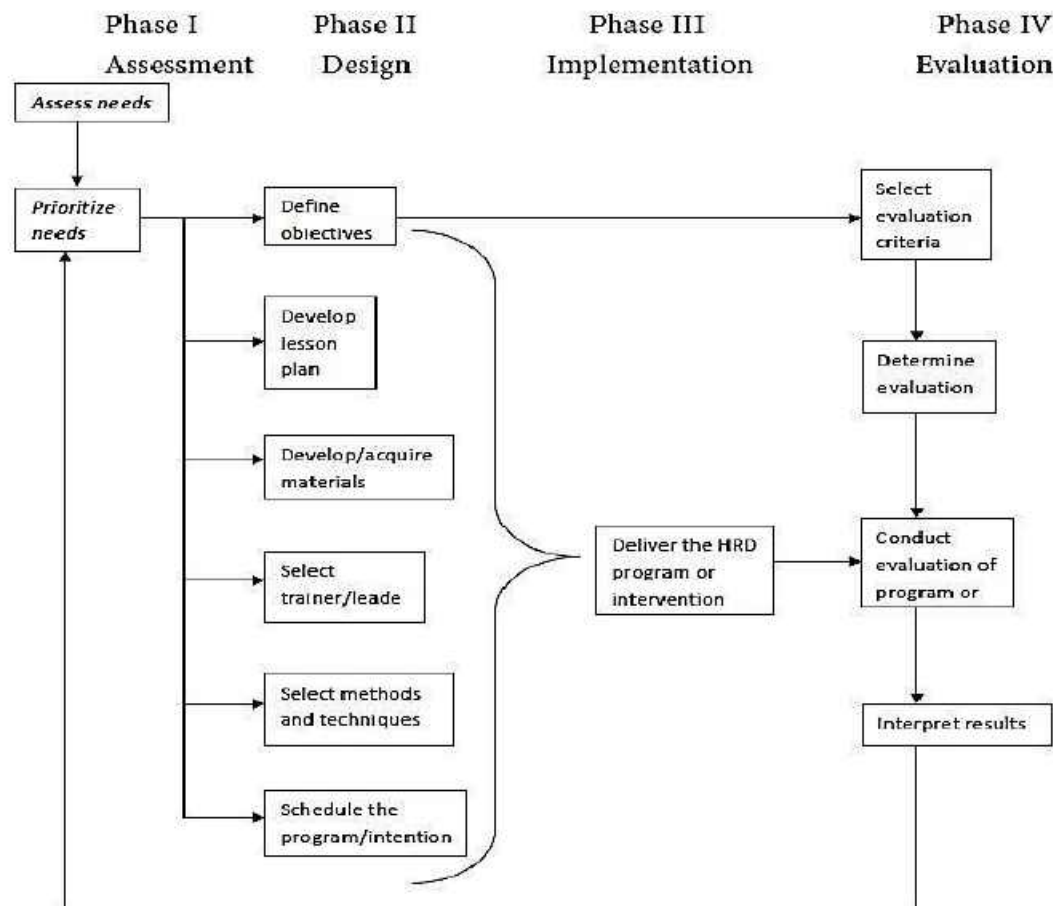 Phase I
Assessment
Phase II
Design
Phase III
Implementation
Phase IV
Evaluation
Assess needs
Prioritize
needs
Define
objectives
Develop
lesson
plan
Develop/acquire
materials
Select
trainer/leade
Select methods
and techniques
Schedule the
program/intention
Deliver the HRD
program or
intervention
Select
evaluation
criteria
Determine
evaluation
Conduct
evaluation of
program or
Interpret results